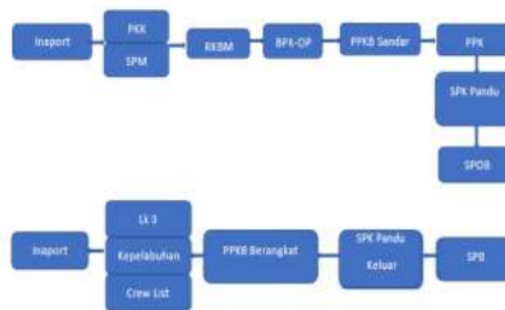 Inaport
PKK
SPM
RKBM
BPK-OP
PPKB Sandar
PPK
SPK Pandu
SPOB
Inaport
Lk 3
Kepelabuhan
Crew List
PPKB Berangkat
SPK Pandu
Keluar
SPB